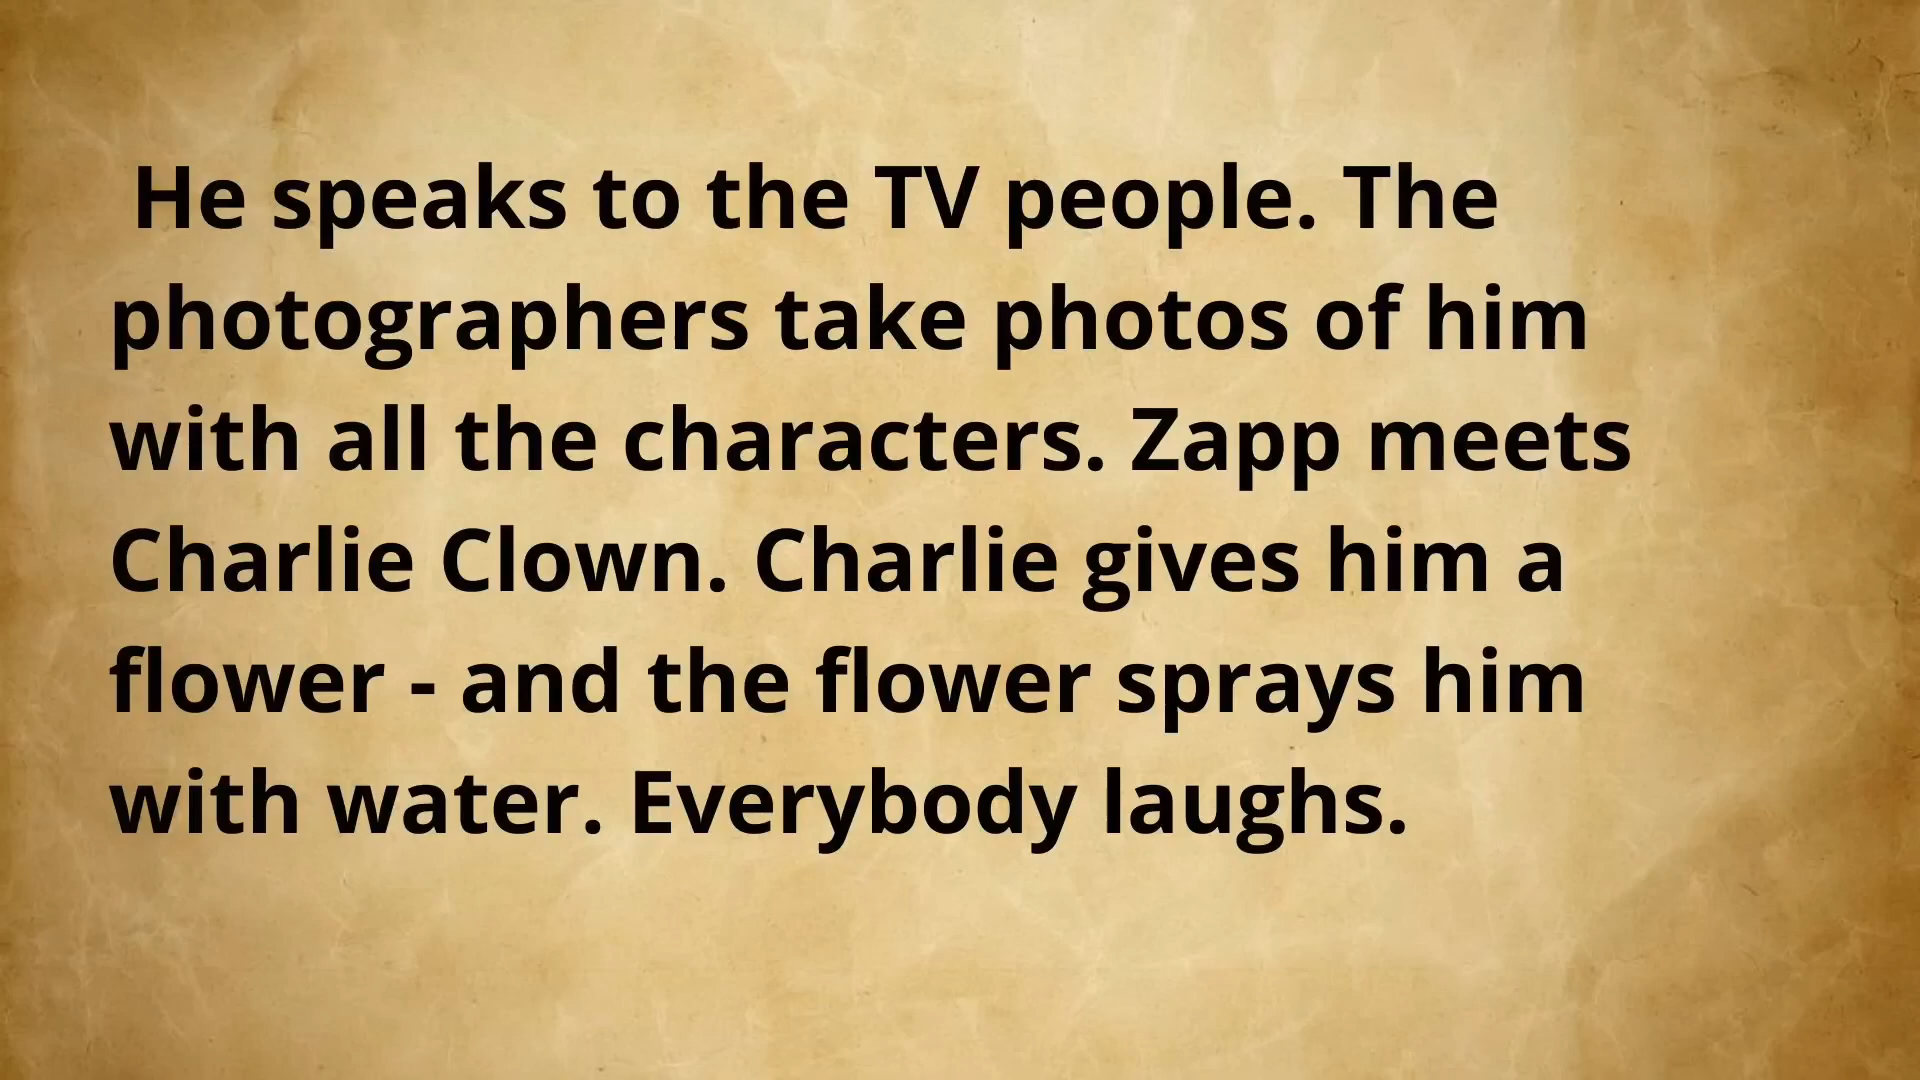 He speaks to the TV people. The
photographers take photos of him
with all the characters. Zapp meets
Charlie Clown. Charlie gives him a
flower - and the flower sprays him
with water. Everybody laughs.